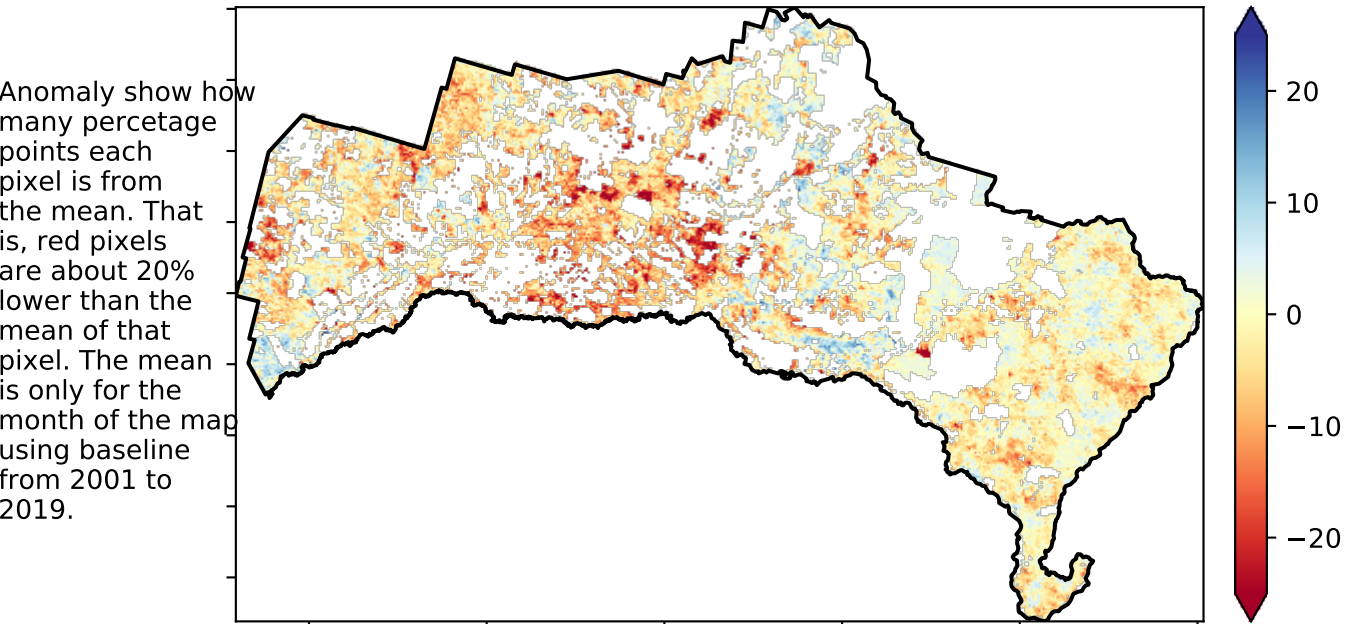 Anomaly show how
many percetage
points each
pixel is from
the mean. That
is, red pixels
are about 20%
lower than the
mean of that
pixel. The mean
is only for the
month of the map
using baseline
from 2001 to
2019.
20
10
0
−10
−20